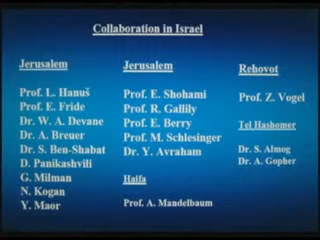 Collaboration in Israel
Jerusalem
Prof. L. Hanuš
Prof. E. Fride
Dr. W. A. Devane
Dr. A. Breuer
Dr. S. Ben-Shabat
D. Panikashvili
G. Milman
N. Kogan
Y. Maor
Jerusalem
Prof. E. Shohami
Prof. R. Gallily
Prof. E. Berry
Prof. M. Schlesinger
Dr. Y. Avraham
Haifa
Prof. A. Mandelbaum
Rehovot
Prof. Z. Vogel
Tel Hashomer
Dr. S. Almog
Dr. A. Gopher